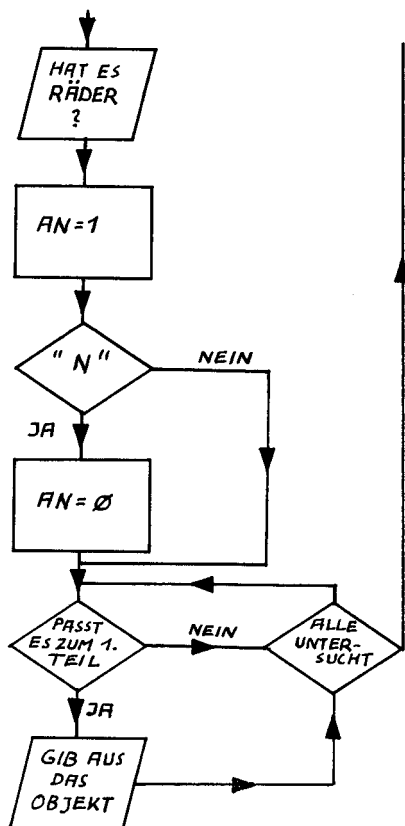 HAT ES
RÄDER
?
AN=1
"N"
NEIN
JA
AN=Ø
PASST
ES ZUM 1.
TEIL
NEIN
ALLE
UNTER-
SUCHT
JA
GIB AUS
DAS
OBJEKT